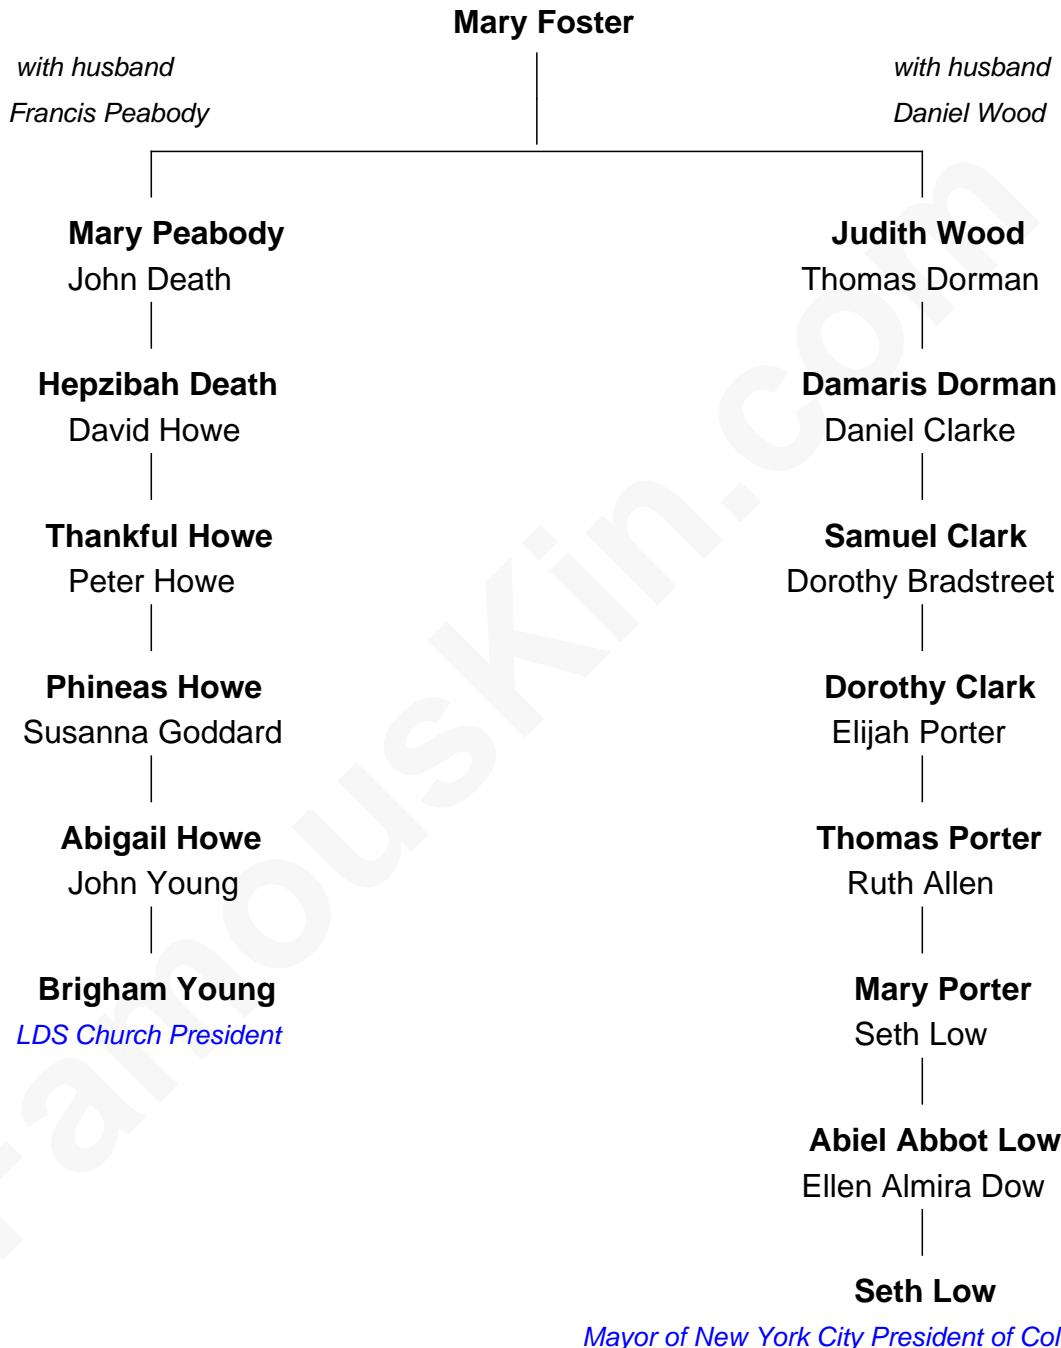 Mary Foster
with husband
Francis Peabody
with husband
Daniel Wood
Mary Peabody
John Death
Judith Wood
Thomas Dorman
Hepzibah Death
David Howe
Damaris Dorman
Daniel Clarke
Thankful Howe
Peter Howe
Samuel Clark
Dorothy Bradstreet
Phineas Howe
Susanna Goddard
Dorothy Clark
Elijah Porter
Abigail Howe
John Young
Thomas Porter
Ruth Allen
Brigham Young
LDS Church President
Mary Porter
Seth Low
Abiel Abbot Low
Ellen Almira Dow
Seth Low
Mayor of New York City President of Col
FamousKin.com